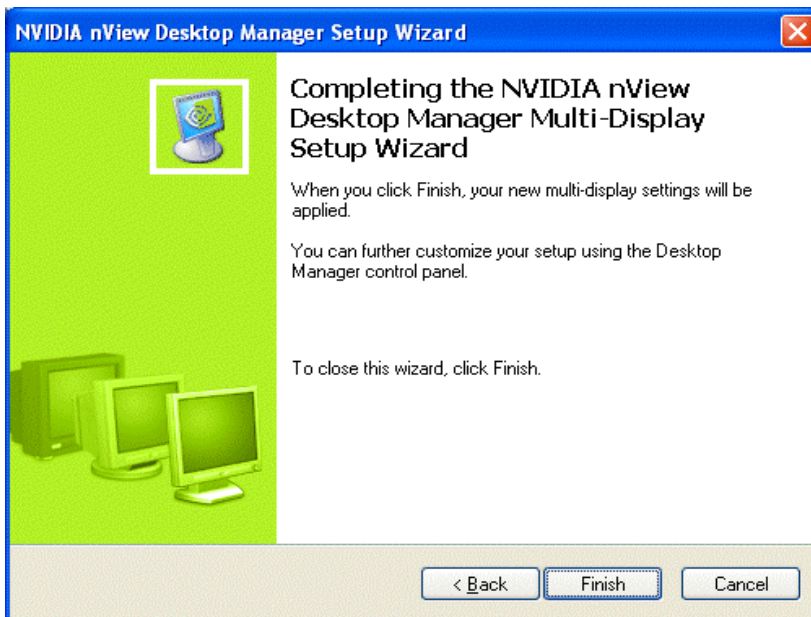 NVIDIA nView Desktop Manager Setup Wizard
Completing the NVIDIA nView
Desktop Manager Multi-Display
Setup Wizard
When you click Finish, your new multi-display settings will be
applied.
You can further customize your setup using the Desktop
Manager control panel.
To close this wizard, click Finish.
< Back
Finish
Cancel